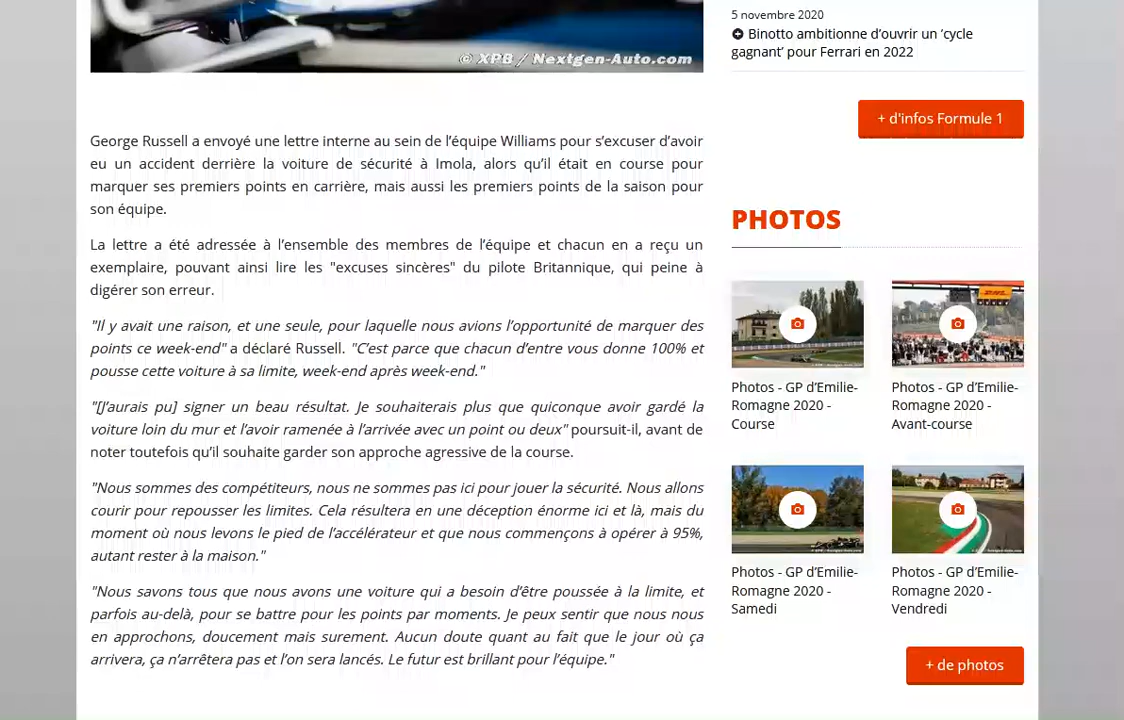 © XPB / Nextgen-Auto.com
George Russell a envoyé une lettre interne au sein de l'équipe Williams pour s'excuser d'avoir
eu un accident derrière la voiture de sécurité à Imola, alors qu'il était en course pour
marquer ses premiers points en carrière, mais aussi les premiers points de la saison pour
son équipe.
La lettre a été adressée à l'ensemble des membres de l'équipe et chacun en a reçu un
exemplaire, pouvant ainsi lire les "excuses sincères" du pilote Britannique, qui peine à
digérer son erreur.
"Il y avait une raison, et une seule, pour laquelle nous avions l'opportunité de marquer des
points ce week-end" a déclaré Russell. "C'est parce que chacun d'entre vous donne 100% et
pousse cette voiture à sa limite, week-end après week-end."
"[J'aurais pu] signer un beau résultat. Je souhaiterais plus que quiconque avoir gardé la
voiture loin du mur et l'avoir ramenée à l'arrivée avec un point ou deux" poursuit-il, avant de
noter toutefois qu'il souhaite garder son approche agressive de la course.
"Nous sommes des compétiteurs, nous ne sommes pas ici pour jouer la sécurité. Nous allons
courir pour repousser les limites. Cela résultera en une déception énorme ici et là, mais du
moment où nous levons le pied de l'accélérateur et que nous commençons à opérer à 95%,
autant rester à la maison."
"Nous savons tous que nous avons une voiture qui a besoin d'être poussée à la limite, et
parfois au-delà, pour se battre pour les points par moments. Je peux sentir que nous nous
en approchons, doucement mais surement. Aucun doute quant au fait que le jour où ça
arrivera, ça n'arrêtera pas et l'on sera lancés. Le futur est brillant pour l'équipe."
5 novembre 2020
Binotto ambitionne d'ouvrir un 'cycle
gagnant' pour Ferrari en 2022
+ d'infos Formule 1
PHOTOS
Photos - GP d'Emilie-
Romagne 2020 -
Course
Photos - GP d'Emilie-
Romagne 2020 -
Avant-course
Photos - GP d'Emilie-
Romagne 2020 -
Samedi
Photos - GP d'Emilie-
Romagne 2020 -
Vendredi
+ de photos